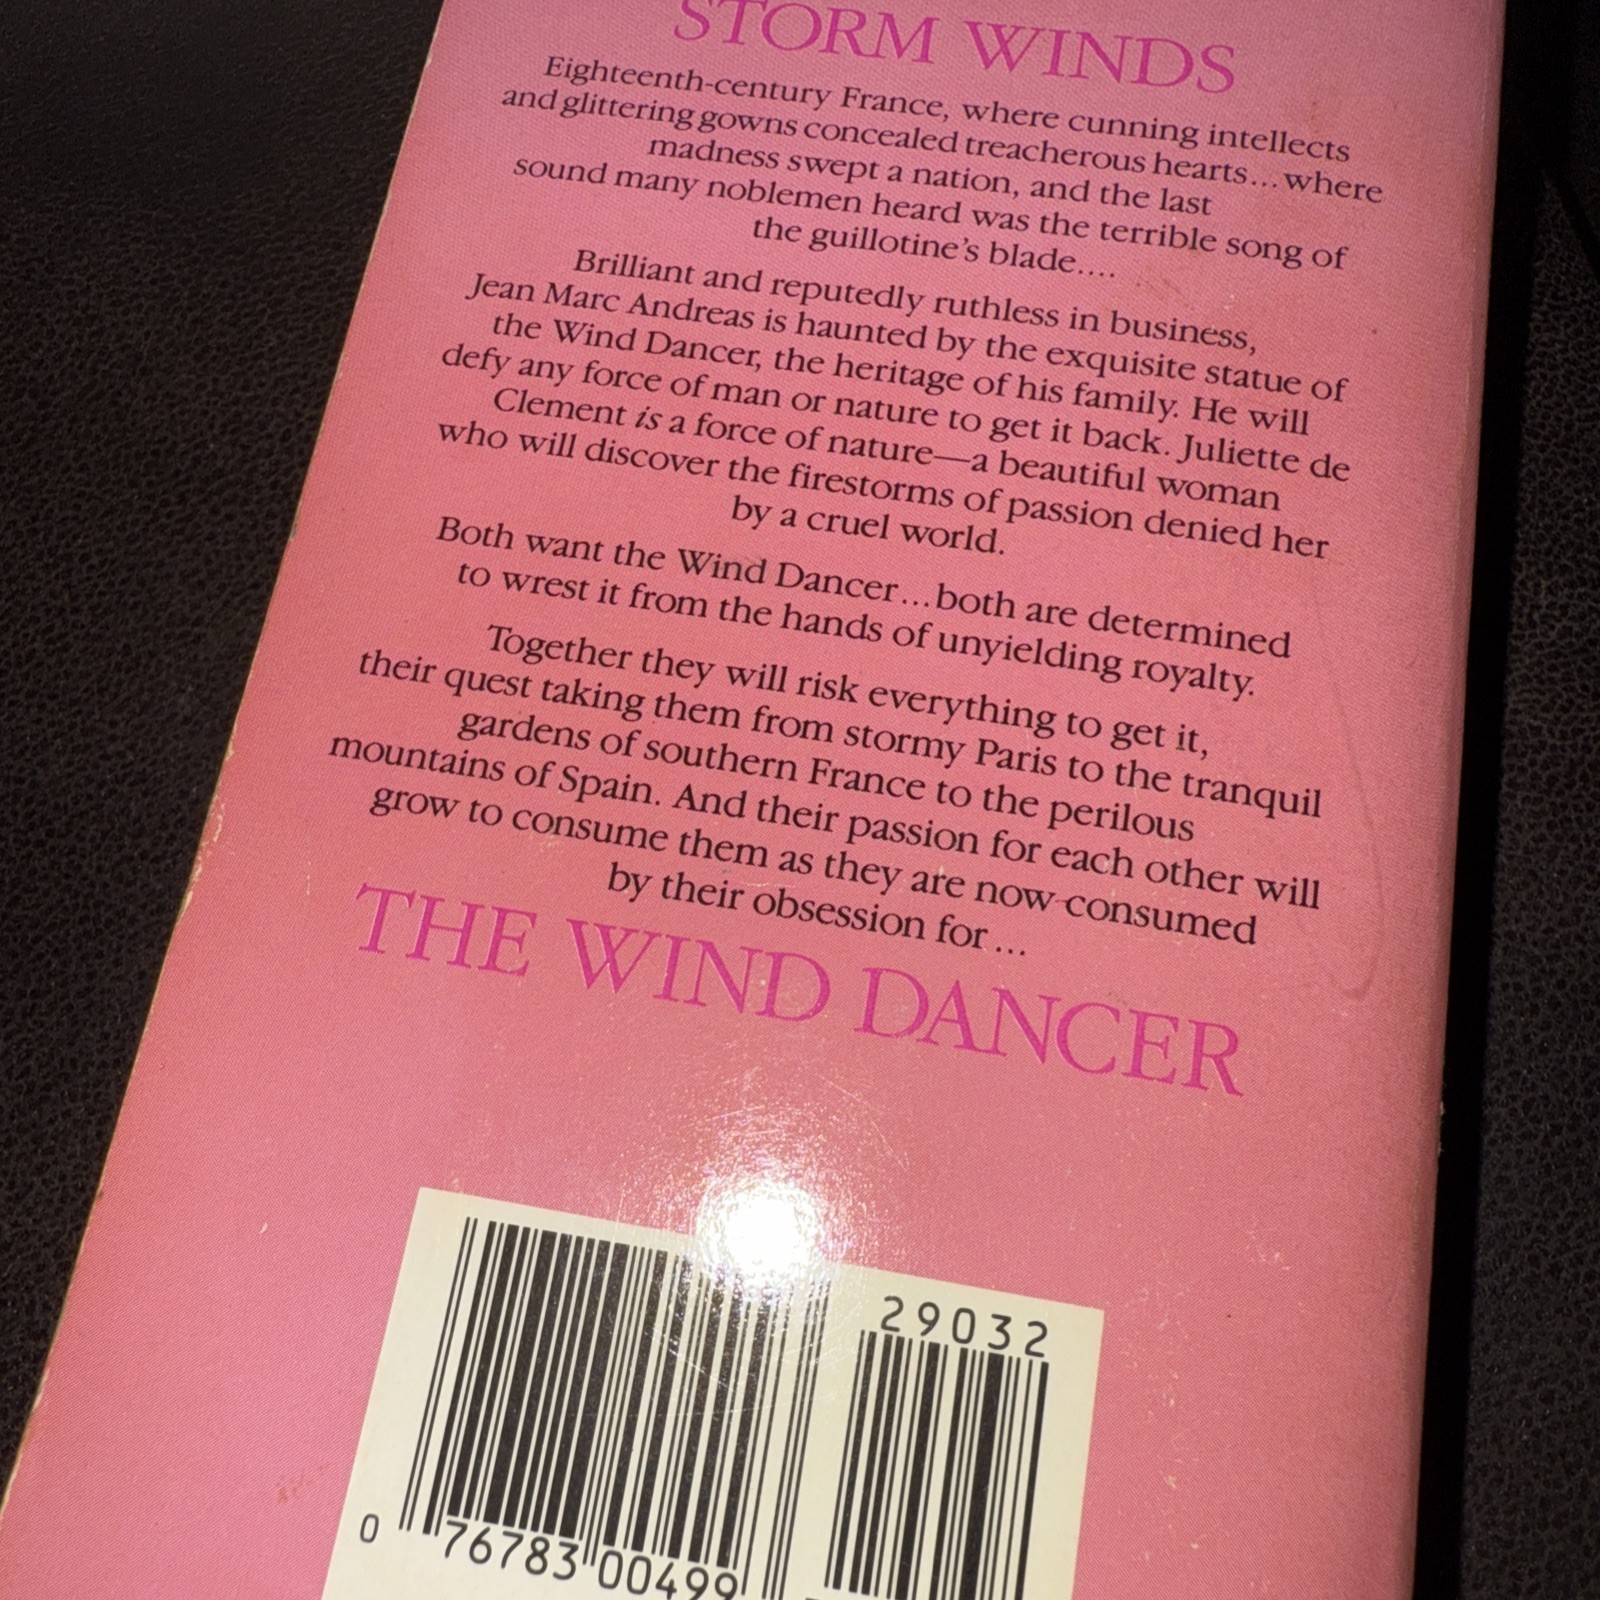 STORM WINDS
Eighteenth-century France, where cunning intellects
and glittering gowns concealed treacherous hearts...where
madness swept a nation, and the last
sound many noblemen heard was the terrible song of
the guillotine's blade....
Brilliant and reputedly ruthless in business,
Jean Marc Andreas is haunted by the exquisite statue of
the Wind Dancer, the heritage of his family. He will
defy any force of man or nature to get it back. Juliette de
Clement is a force of nature—a beautiful woman
who will discover the firestorms of passion denied her
by a cruel world.
Both want the Wind Dancer...both are determined
to wrest it from the hands of unyielding royalty.
Together they will risk everything to get it,
their quest taking them from stormy Paris to the tranquil
gardens of southern France to the perilous
mountains of Spain. And their passion for each other will
grow to consume them as they are now consumed
by their obsession for...
THE WIND DANCER
29032
0 76783 00499